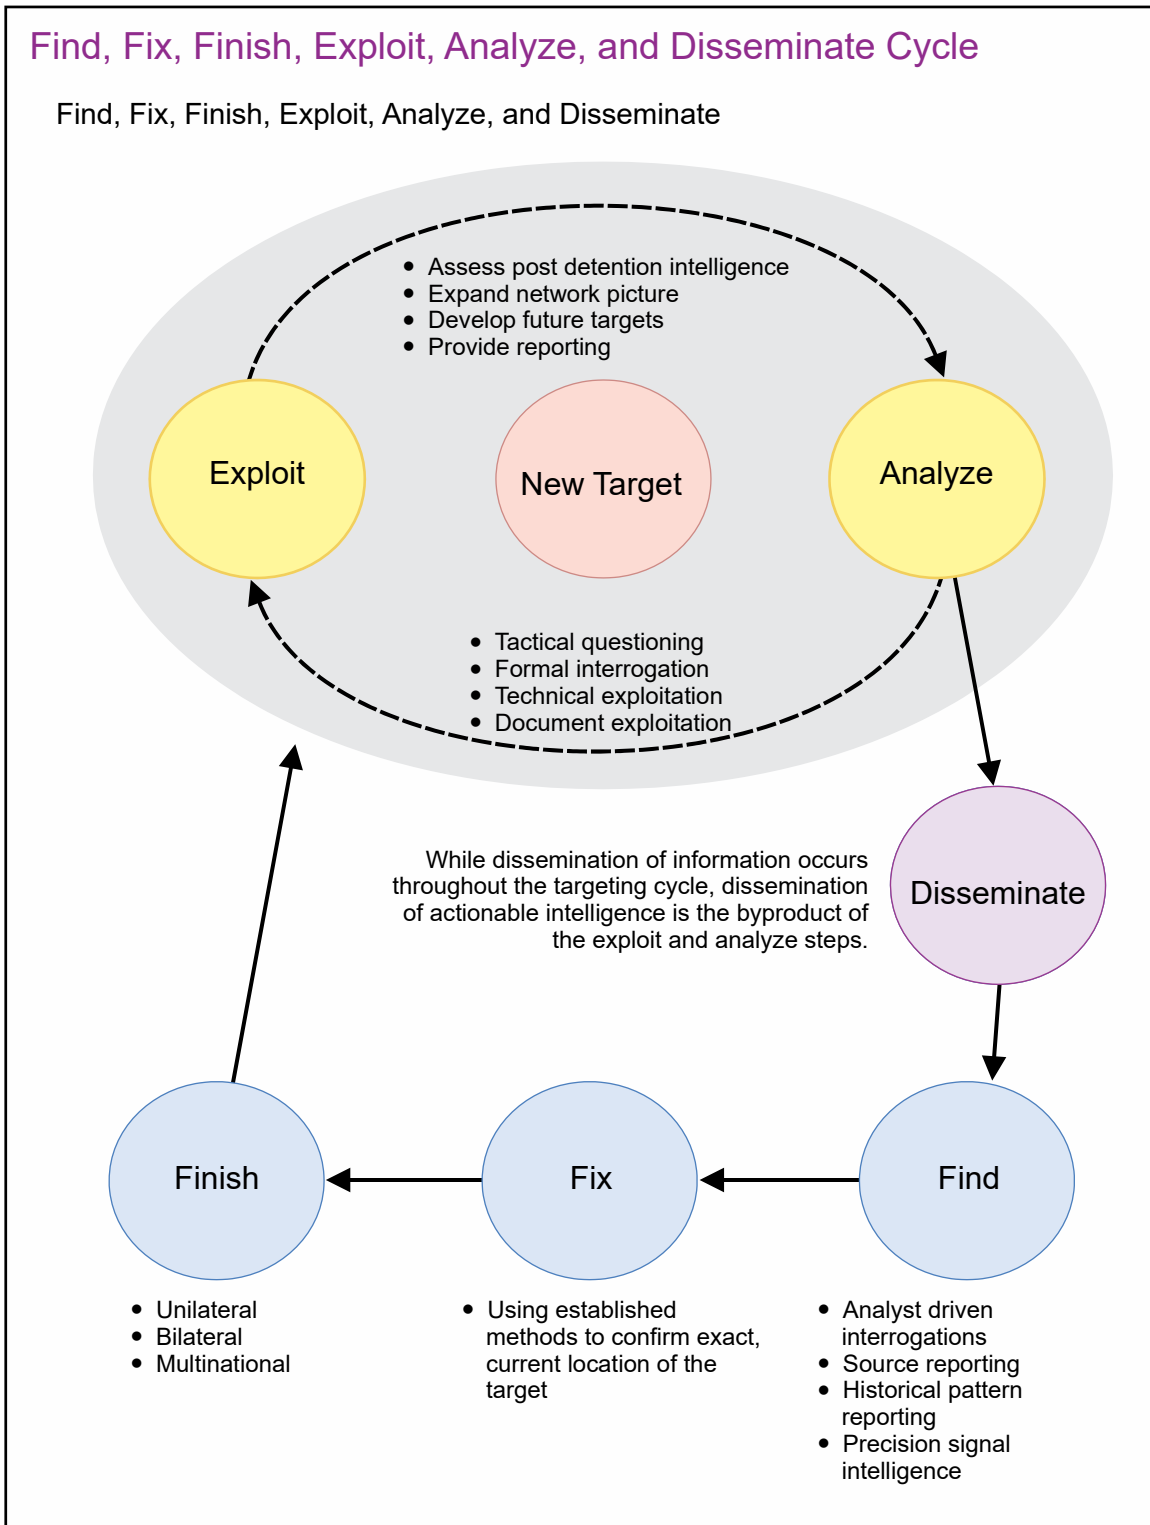 Find, Fix, Finish, Exploit, Analyze, and Disseminate Cycle
Find, Fix, Finish, Exploit, Analyze, and Disseminate
• Assess post detention intelligence
• Expand network picture
• Develop future targets
• Provide reporting
Exploit
New Target
Analyze
• Tactical questioning
• Formal interrogation
• Technical exploitation
• Document exploitation
While dissemination of information occurs
throughout the targeting cycle, dissemination
of actionable intelligence is the byproduct of
the exploit and analyze steps.
Disseminate
Finish
Fix
Find
• Unilateral
• Bilateral
• Multinational
• Using established
methods to confirm exact,
current location of the
target
• Analyst driven
interrogations
• Source reporting
• Historical pattern
reporting
• Precision signal
intelligence